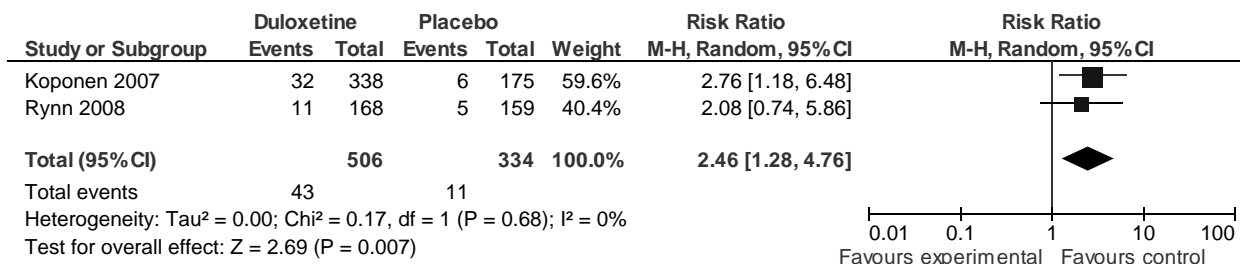 Duloxetine Placebo Risk Ratio Risk Ratio
Study or Subgroup Events Total Events Total Weight M-H, Random, 95%CI M-H, Random, 95%CI
Koponen 2007 32 338 6 175 59.6% 2.76 [1.18, 6.48]
Rynn 2008 11 168 5 159 40.4% 2.08 [0.74, 5.86]
Total (95%CI) 506 334 100.0% 2.46 [1.28, 4.76]
Total events 43 11
Heterogeneity: Tau² = 0.00; Chi² = 0.17, df = 1 (P = 0.68); I² = 0%
Test for overall effect: Z = 2.69 (P = 0.007)
0.01 0.1 1 10 100
Favours experimental Favours control